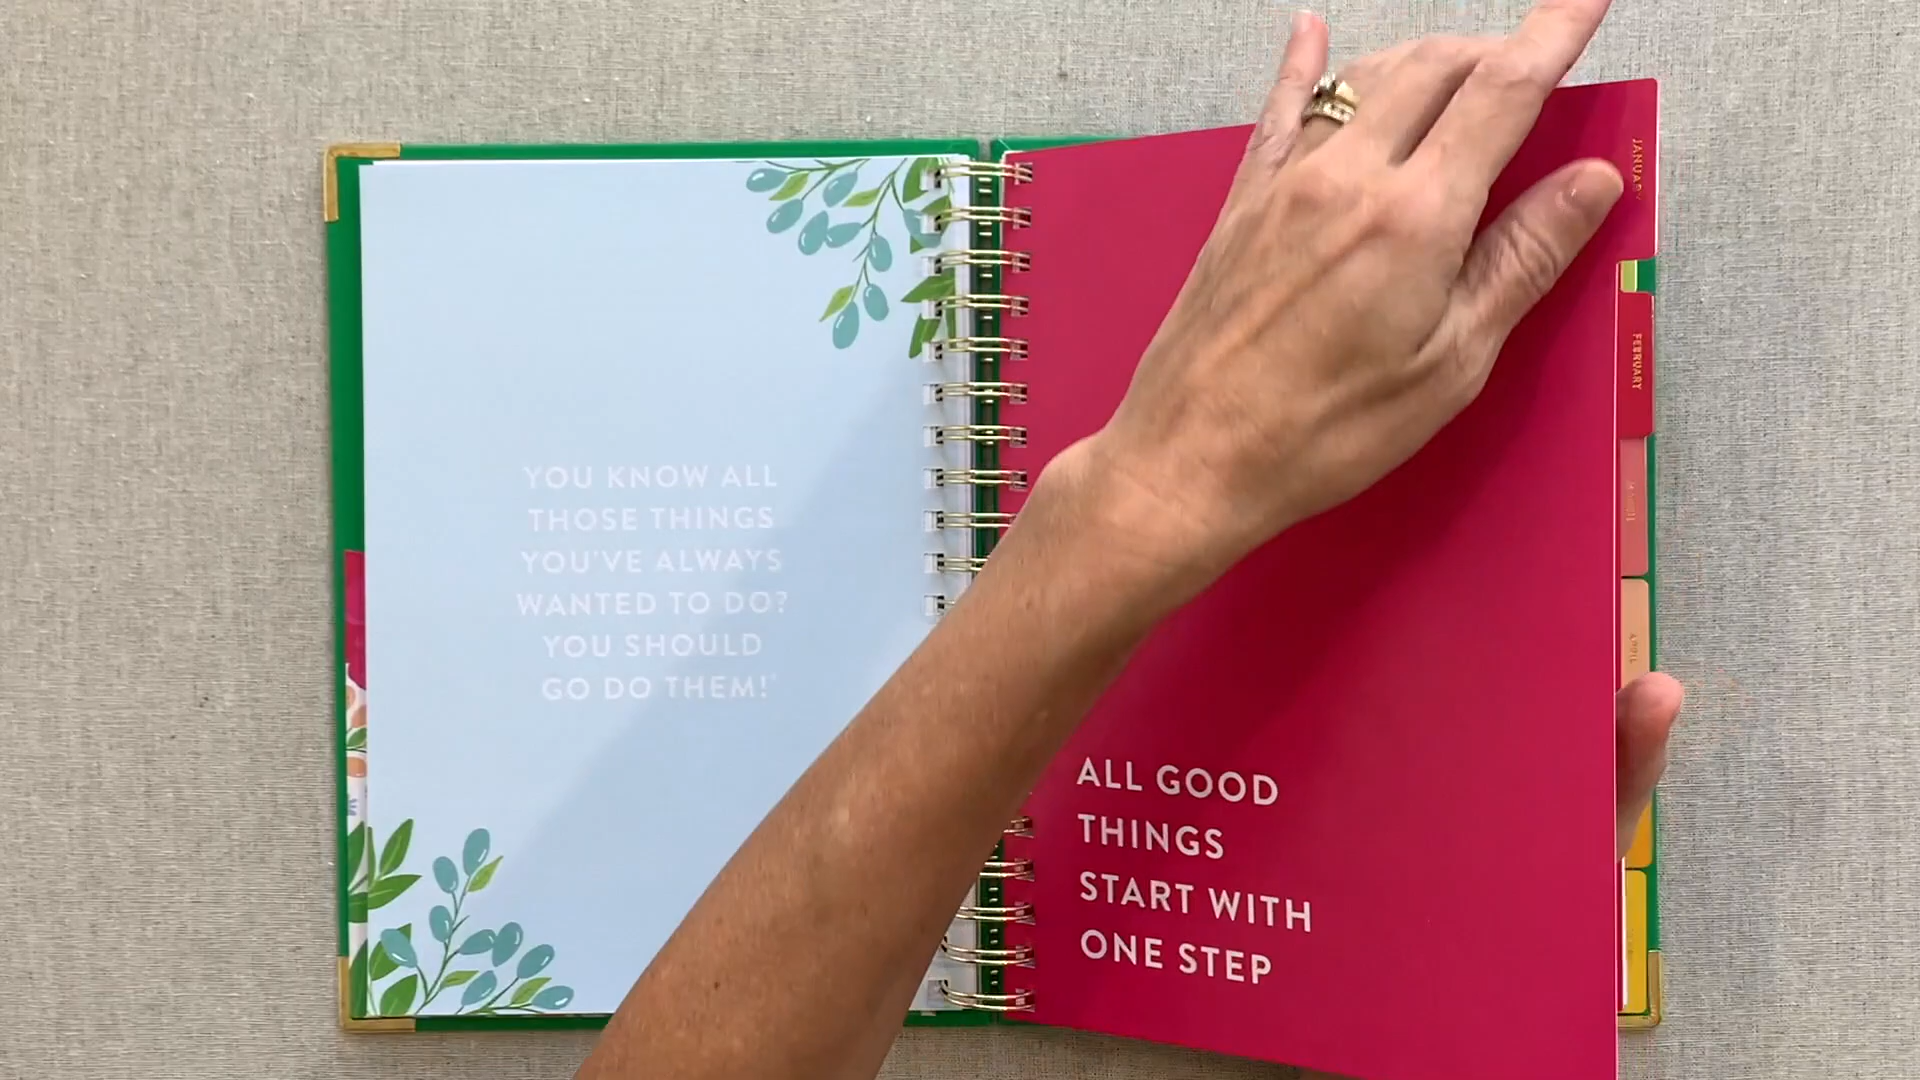 YOU KNOW ALL
THOSE THINGS
YOU'VE ALWAYS
WANTED TO DO?
YOU SHOULD
GO DO THEM!
ALL GOOD
THINGS
START WITH
ONE STEP
JANUARY
FEBRUARY
MARCH
APRIL